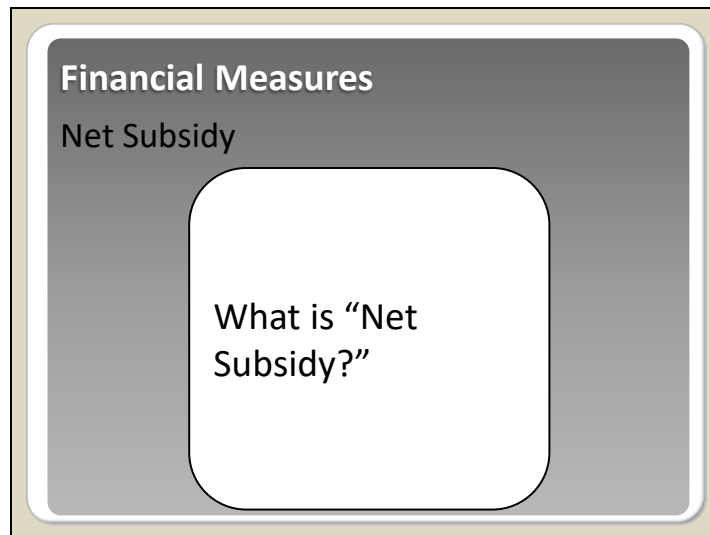 Financial Measures
Net Subsidy
What is “Net
Subsidy?”